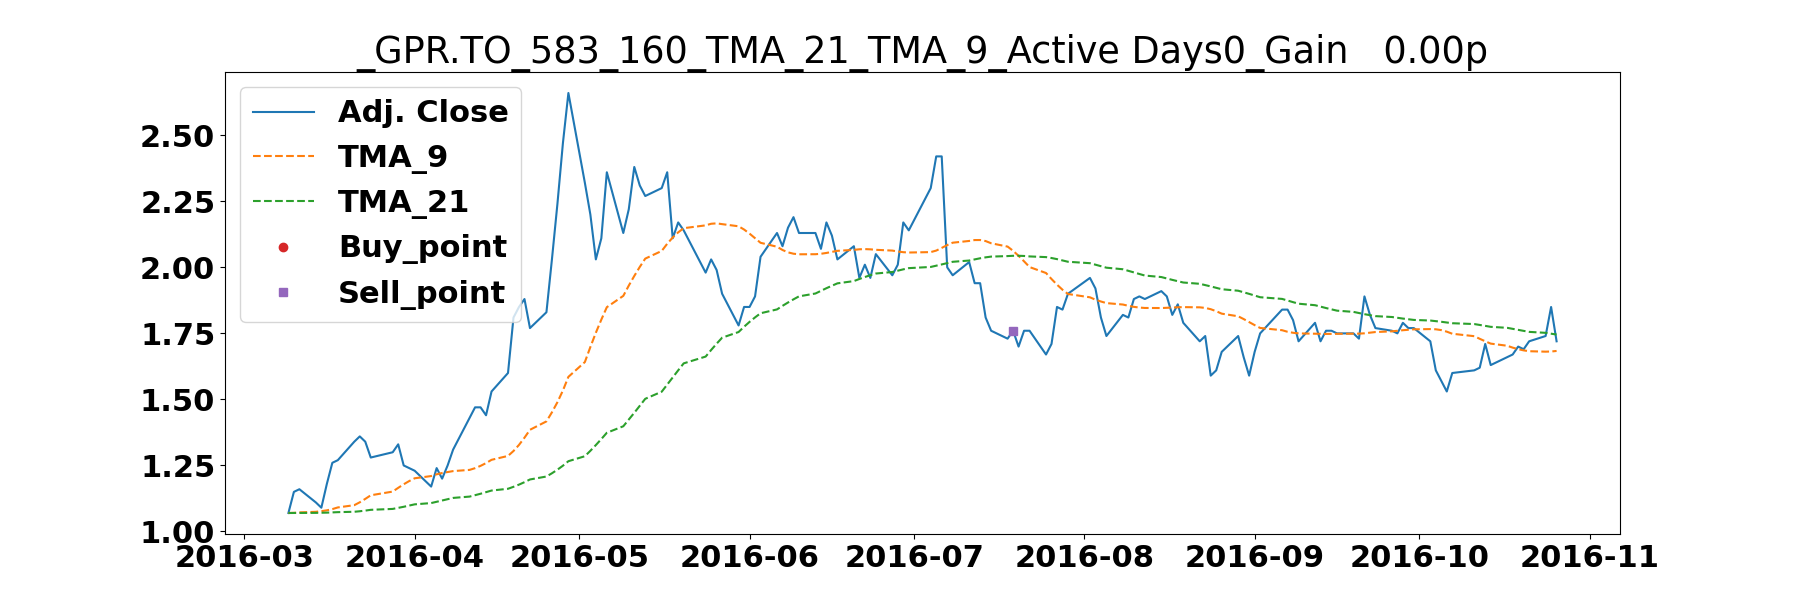 _GPR.TO_583_160_TMA_21_TMA_9_Active Days0_Gain   0.00p
Adj. Close
TMA_9
TMA_21
Buy_point
Sell_point
2.50
2.25
2.00
1.75
1.50
1.25
1.00
2016-03 2016-04 2016-05 2016-06 2016-07 2016-08 2016-09 2016-10 2016-11